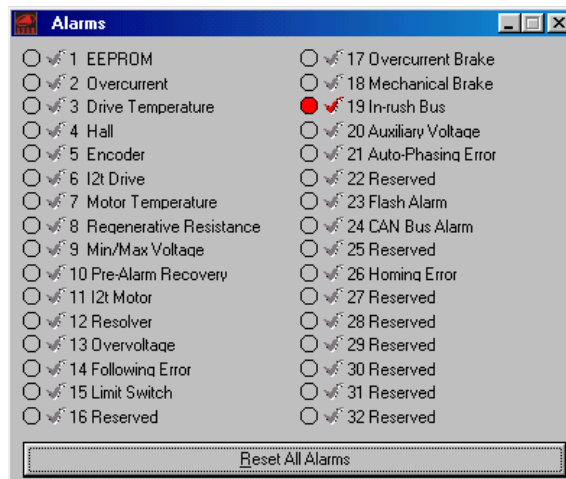 Alarms
1 EEPROM
2 Overcurrent
3 Drive Temperature
4 Hall
5 Encoder
6 I2t Drive
7 Motor Temperature
8 Regenerative Resistance
9 Min/Max Voltage
10 Pre-Alarm Recovery
11 I2t Motor
12 Resolver
13 Overvoltage
14 Following Error
15 Limit Switch
16 Reserved
17 Overcurrent Brake
18 Mechanical Brake
19 In-rush Bus
20 Auxiliary Voltage
21 Auto-Phasing Error
22 Reserved
23 Flash Alarm
24 CAN Bus Alarm
25 Reserved
26 Homing Error
27 Reserved
28 Reserved
29 Reserved
30 Reserved
31 Reserved
32 Reserved
Reset All Alarms